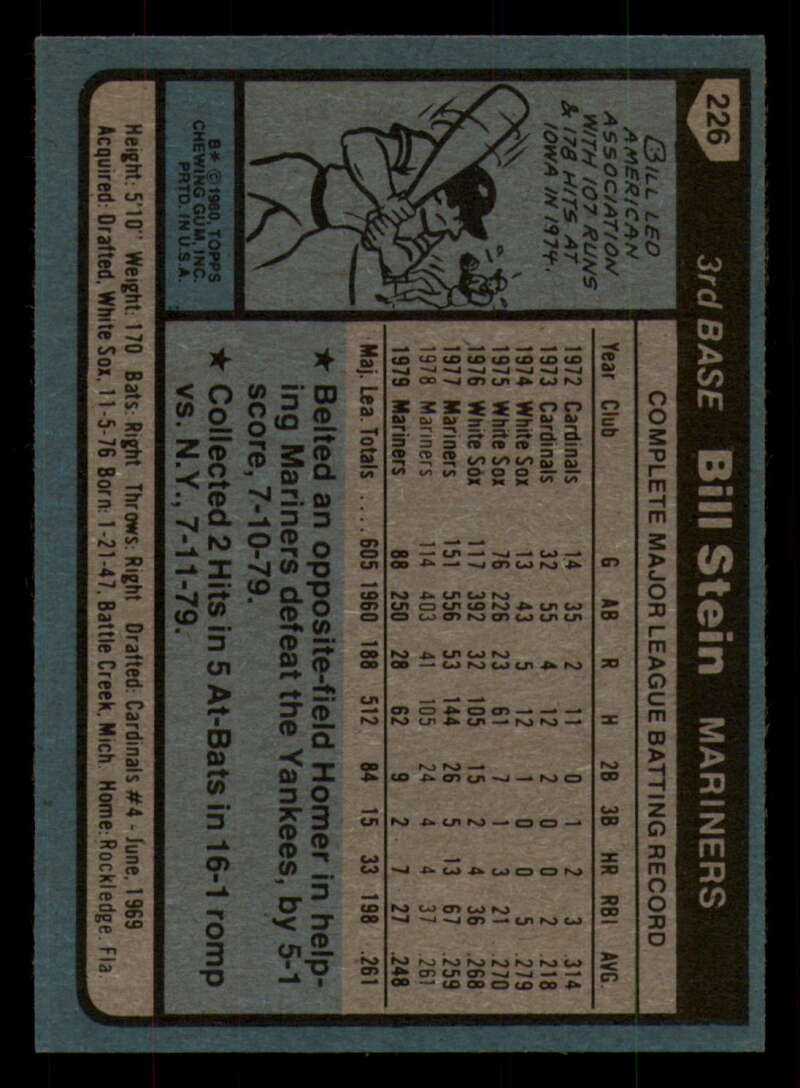 226
3rd BASE Bill Stein MARINERS
BILL LED
AMERICAN
ASSOCIATION
WITH 107 RUNS
& 178 HITS AT
IOWA IN 1974.
B* © 1980, TOPPS
CHEWING GUM, INC.
PRTD. IN U.S.A.
COMPLETE MAJOR LEAGUE BATTING RECORD
Year Club G AB R H 2B 3B HR RBI AVG.
1972 Cardinals 14 35 2 11 0 1 2 3 .314
1973 Cardinals 32 55 4 12 2 0 0 2 .218
1974 White Sox 13 43 5 12 1 0 0 5 .279
1975 White Sox 76 226 23 61 7 1 3 21 .270
1976 White Sox 117 392 32 105 15 2 4 36 .268
1977 Mariners 151 556 53 144 26 5 13 67 .259
1978 Mariners 114 403 41 105 24 4 4 37 .261
1979 Mariners 88 250 28 62 9 2 7 27 .248
Maj. Lea. Totals .... 605 1960 188 512 84 15 33 198 .261
★ Belted an opposite-field Homer in help-
ing Mariners defeat the Yankees, by 5-1
score, 7-10-79.
★ Collected 2 Hits in 5 At-Bats in 16-1 romp
vs. N.Y., 7-11-79.
Height: 5'10" Weight: 170 Bats: Right Throws: Right Drafted: Cardinals #4 - June, 1969
Acquired: Drafted, White Sox, 11-5-76 Born: 1-21-47, Battle Creek, Mich. Home: Rockledge, Fla.